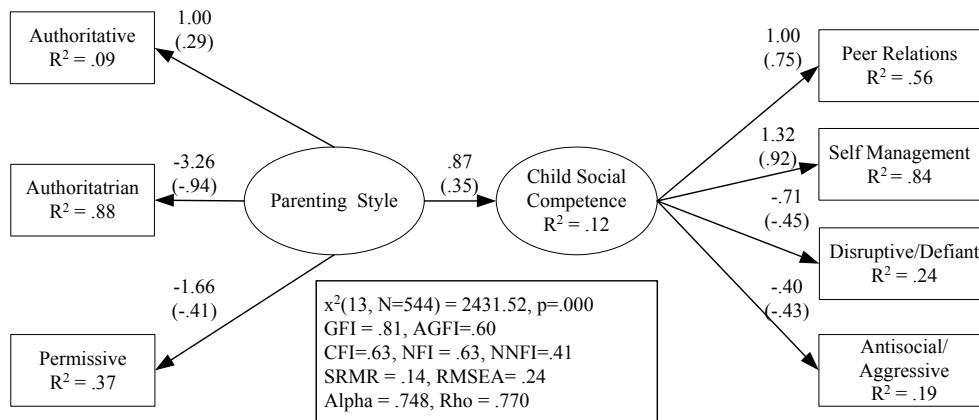 Authoritative
R² = .09
1.00
(.29)
Authoritatrian
R² = .88
-3.26
(-.94)
Permissive
R² = .37
-1.66
(-.41)
Parenting Style
.87
(.35)
Child Social
Competence
R² = .12
1.00
(.75)
Peer Relations
R² = .56
1.32
(.92)
Self Management
R² = .84
-.71
(-.45)
Disruptive/Defiant
R² = .24
-.40
(-.43)
Antisocial/
Aggressive
R² = .19
x²(13, N=544) = 2431.52, p=.000
GFI = .81, AGFI=.60
CFI=.63, NFI = .63, NNFI=.41
SRMR = .14, RMSEA= .24
Alpha = .748, Rho = .770